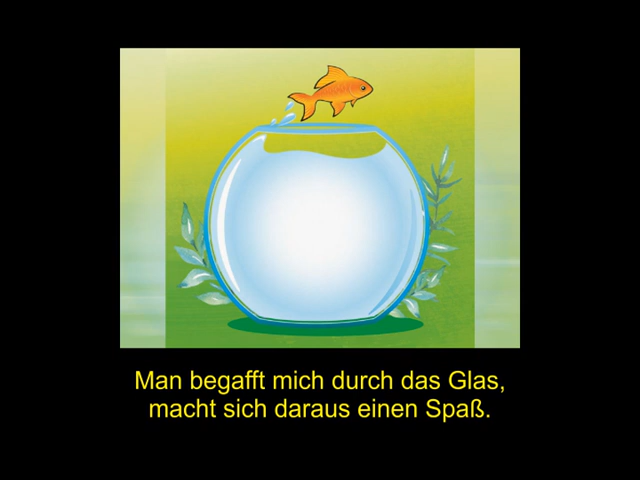 Man begafft mich durch das Glas,
macht sich daraus einen Spaß.